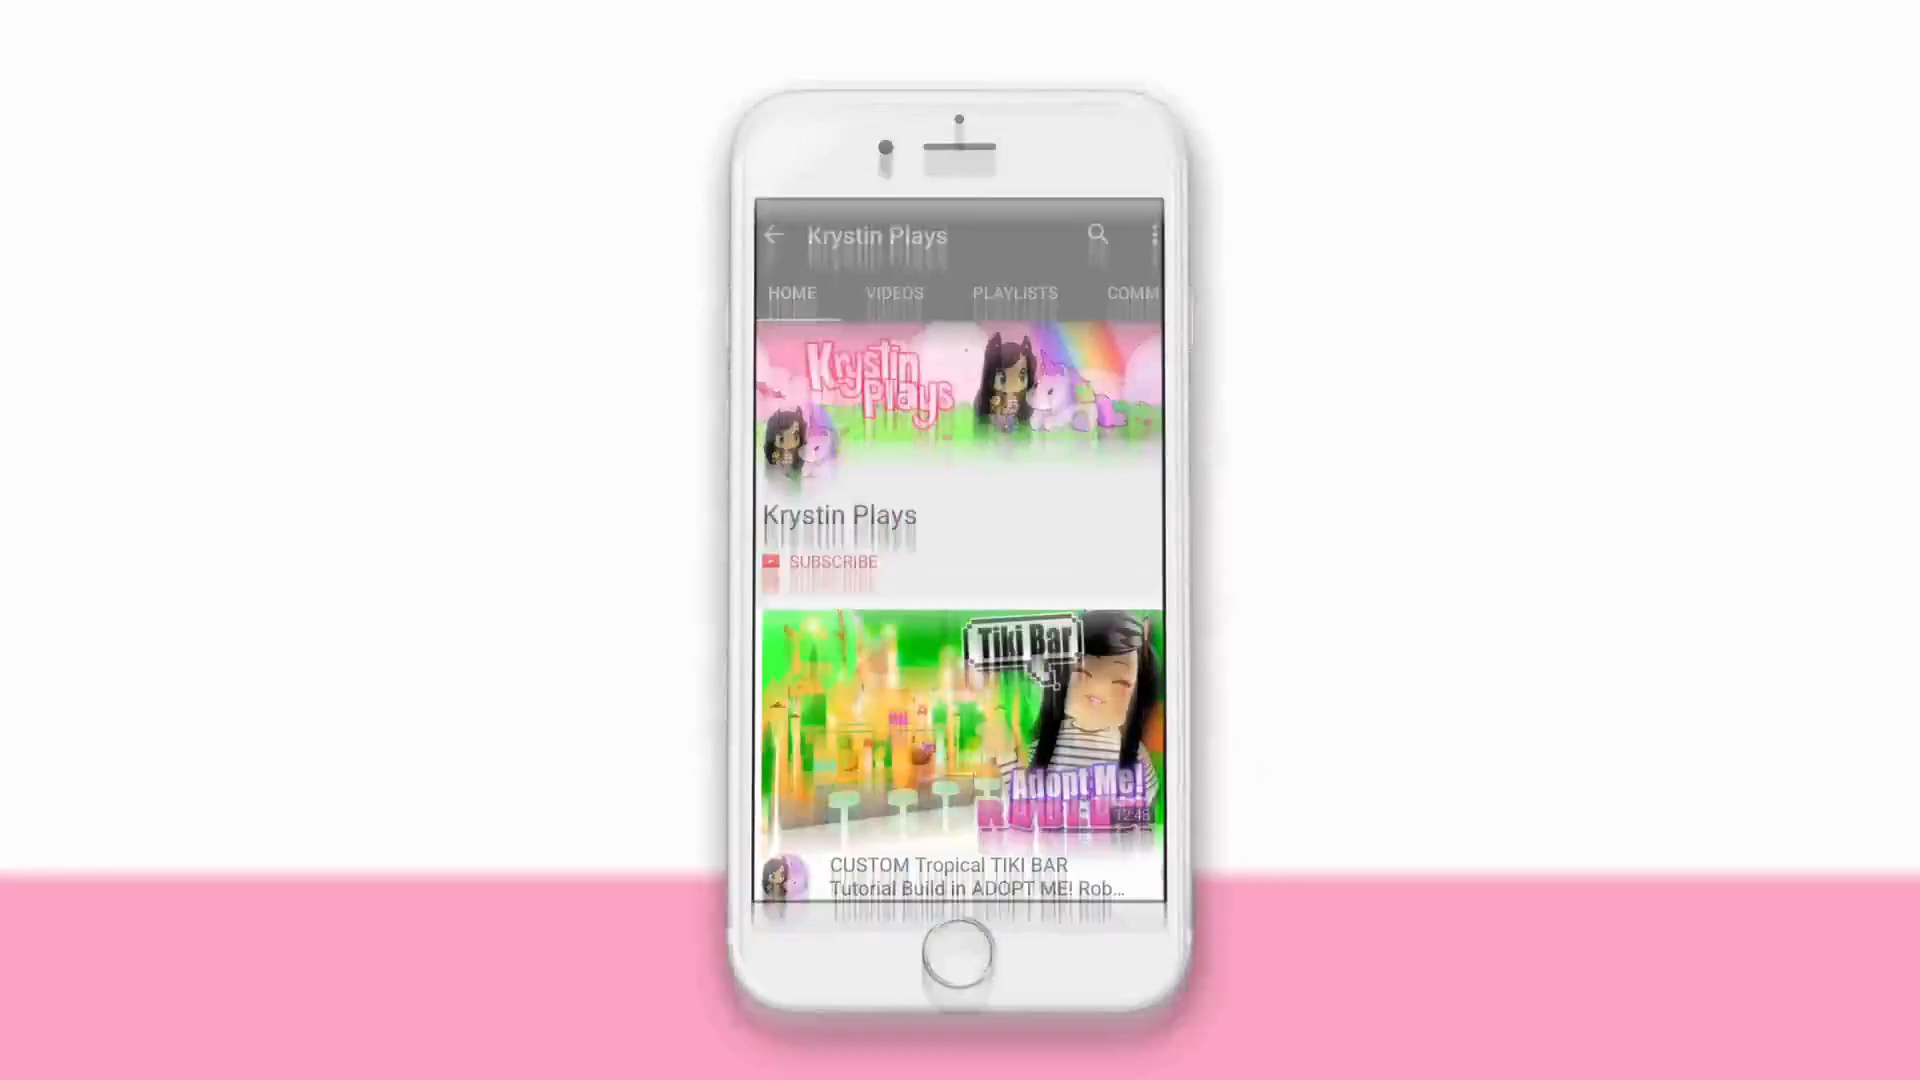 Krystin Plays
HOME VIDEOS PLAYLISTS COMM
Krystin
Plays
Krystin Plays
SUBSCRIBE
Tiki Bar
Adopt Me!
12:48
CUSTOM Tropical TIKI BAR
Tutorial Build in ADOPT ME! Rob...